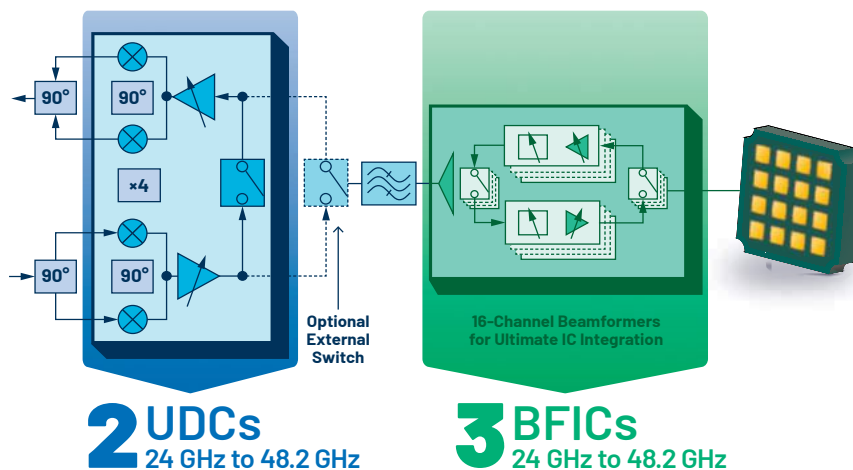 90°
90°
×4
90°
90°
Optional
External
Switch
16-Channel Beamformers
for Ultimate IC Integration
2 UDCs
24 GHz to 48.2 GHz
3 BFICs
24 GHz to 48.2 GHz